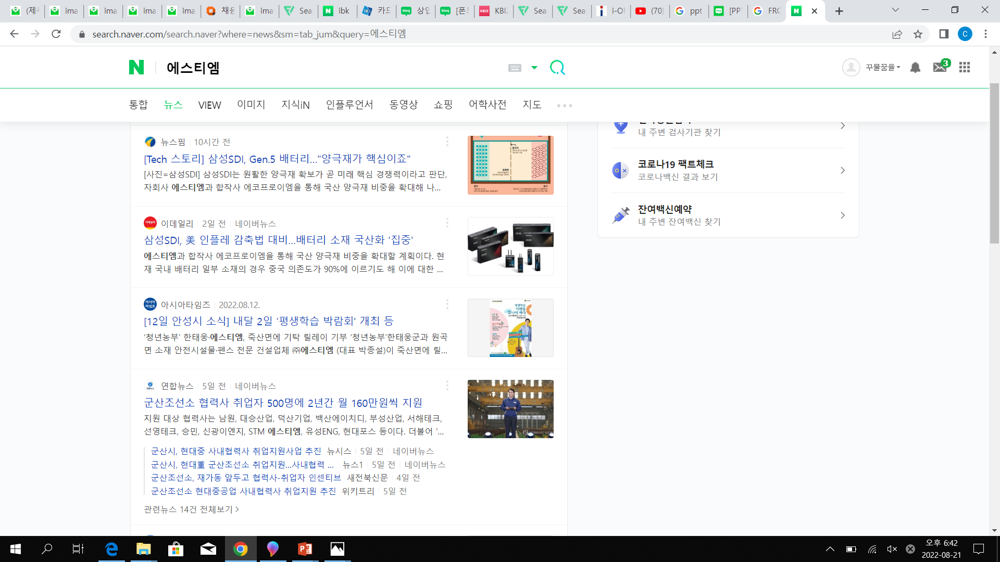 (제
ima
ima
ima
ima
채용
ima
Sea
ibk
카드
상업
[폰트
KBIZ
Sea
Sea
i-O
(70)
ppt
[PP
FRO
search.naver.com/search.naver?where=news&sm=tab_jum&query=에스티엠
C
N 에스티엠
꾸물꿈을
3
통합 뉴스 VIEW 이미지 지식iN 인플루언서 동영상 쇼핑 어학사전 지도
뉴스핌 10시간 전
[Tech 스토리] 삼성SDI, Gen.5 배터리..."양극재가 핵심이죠"
[사진=삼성SDI] 삼성SDI는 원활한 양극재 확보가 곧 미래 핵심 경쟁력이라고 판단,
자회사 에스티엠과 합작사 에코프로이엠을 통해 국산 양극재 비중을 확대해 나...
이데일리 2일 전 네이버뉴스
삼성SDI, 美 인플레 감축법 대비...배터리 소재 국산화 '집중'
에스티엠과 합작사 에코프로이엠을 통해 국산 양극재 비중을 확대할 계획이다. 현
재 국내 배터리 일부 소재의 경우 중국 의존도가 90%에 이르기도 해 이에 대한 ...
아시아타임즈 2022.08.12.
[12일 안성시 소식] 내달 2일 '평생학습 박람회' 개최 등
‘청년농부’ 한태웅·에스티엠, 죽산면에 기탁 릴레이 기부 ‘청년농부’한태웅군과 원곡
면 소재 안전시설물·펜스 전문 건설업체 ㈜에스티엠 (대표 박종설)이 죽산면에 릴...
평생학습
사람을
빛나게 하다
연합뉴스 5일 전 네이버뉴스
군산조선소 협력사 취업자 500명에 2년간 월 160만원씩 지원
지원 대상 협력사는 남원, 대승산업, 덕산기업, 백산에이치디, 부성산업, 서해테크,
선영테크, 승민, 신광이엔지, STM 에스티엠, 유성ENG, 현대포스 등이다. 더불어 '...
YONHAP NEWS
군산시, 현대중 사내협력사 취업지원사업 추진 뉴시스 5일 전 네이버뉴스
군산시, 현대重 군산조선소 취업지원...사내협력 ... 뉴스1 5일 전 네이버뉴스
군산조선소, 재가동 앞두고 협력사-취업자 인센티브 새전북신문 4일 전
군산조선소 현대중공업 사내협력사 취업지원 추진 위키트리 5일 전
관련뉴스 14건 전체보기
내 주변 검사기관 찾기
코로나19 팩트체크
코로나백신 결과 보기
잔여백신예약
내 주변 잔여백신 찾기
오후 6:42
2022-08-21